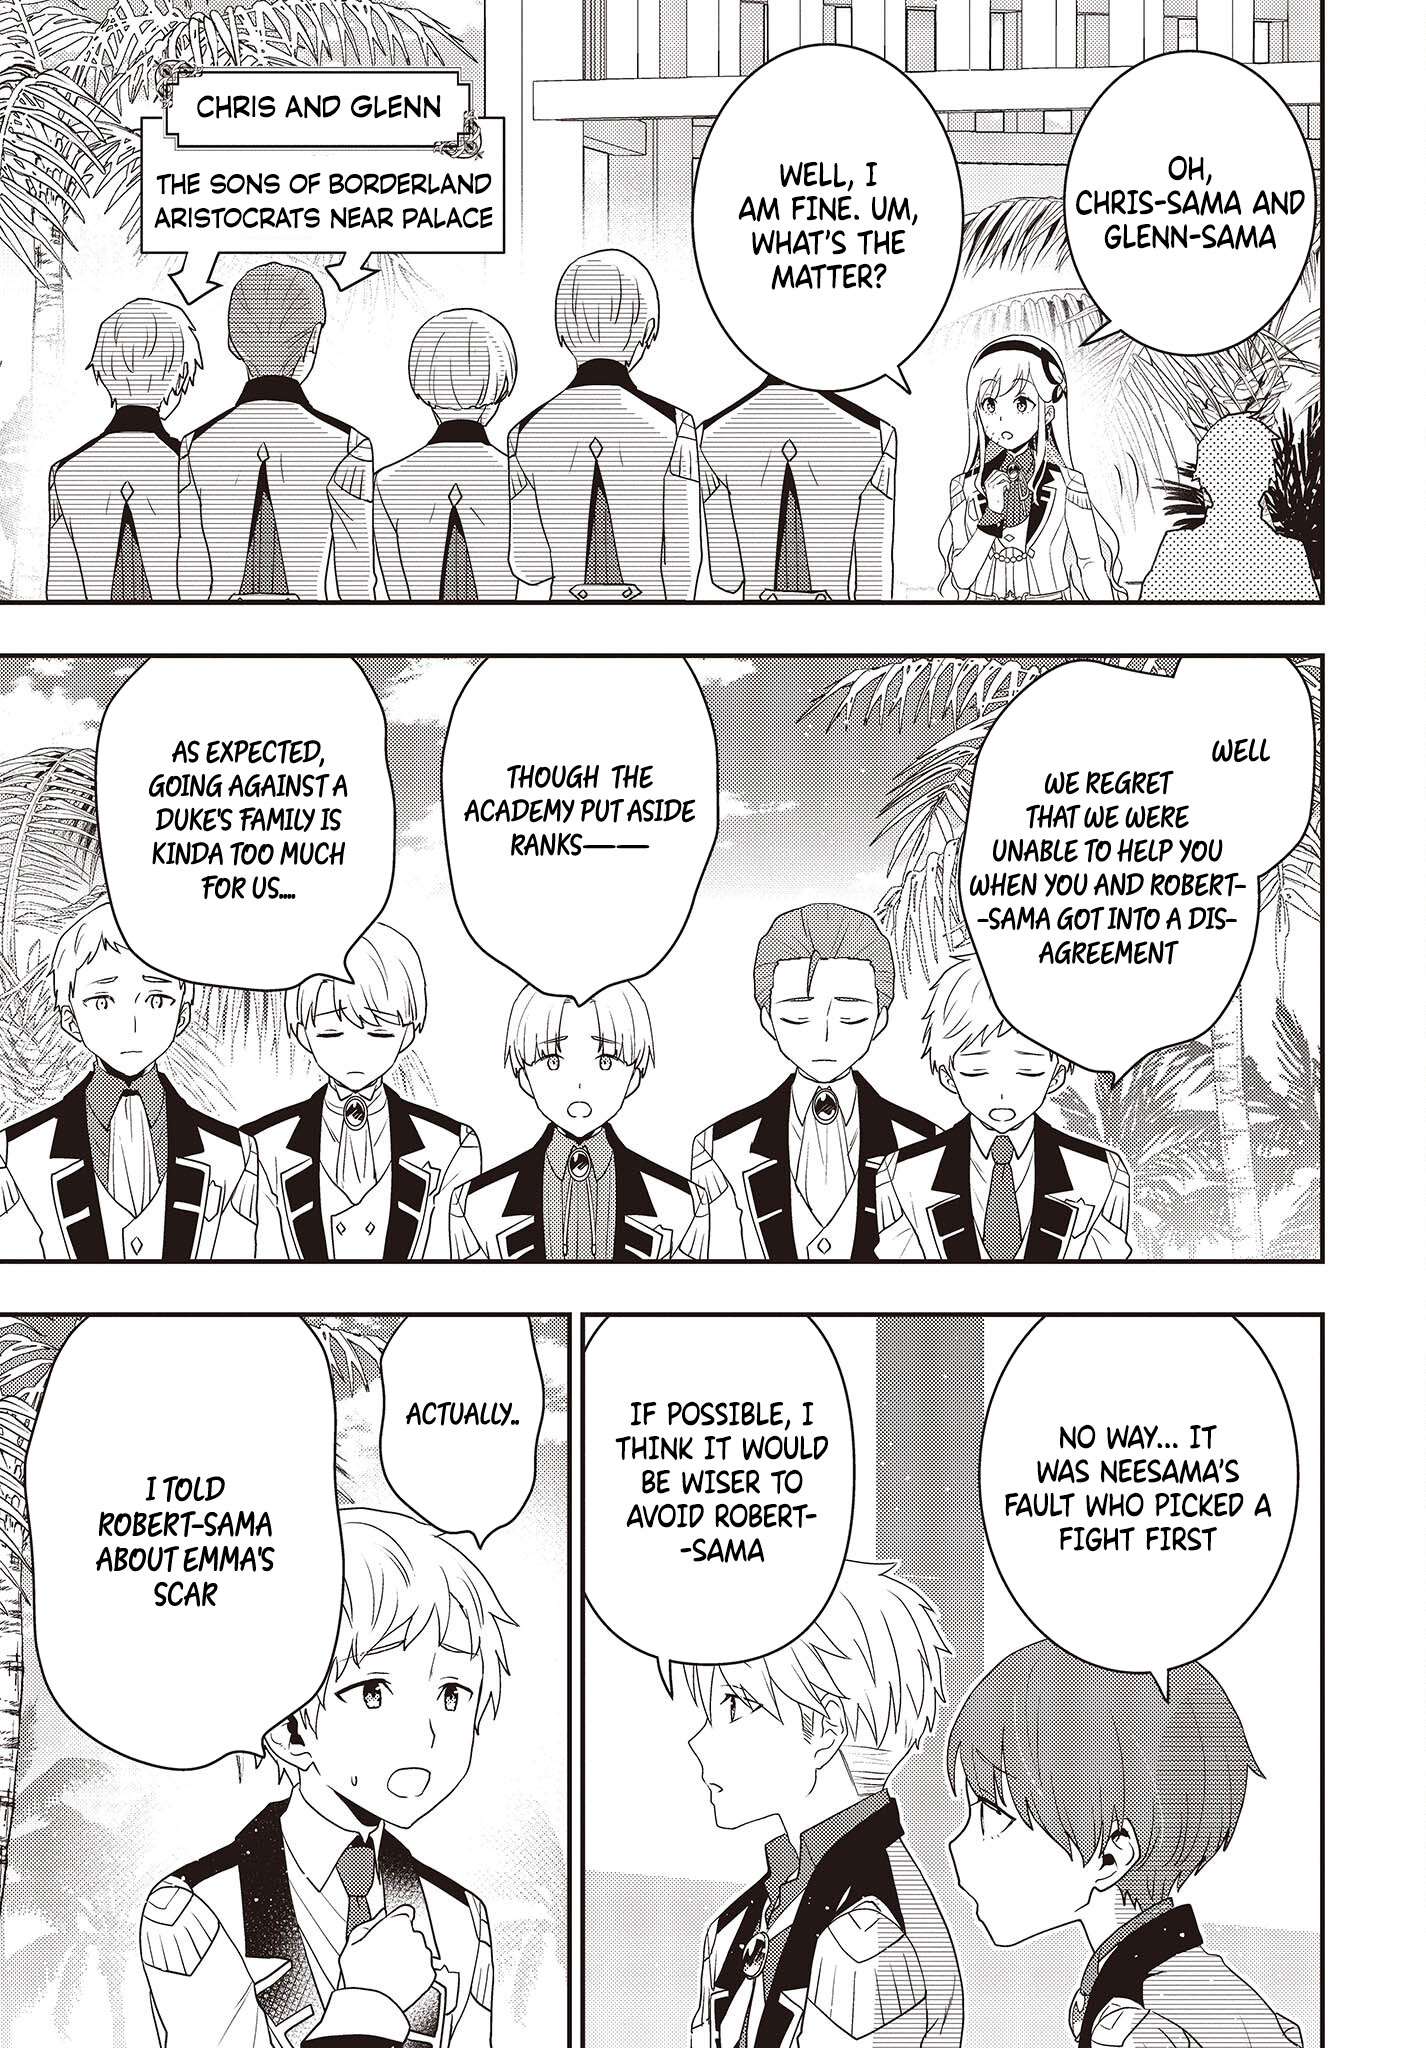 OH,
CHRIS-SAMA AND
GLENN-SAMA
WELL, I
AM FINE. UM,
WHAT'S THE
MATTER?
CHRIS AND GLENN
THE SONS OF BORDERLAND
ARISTOCRATS NEAR PALACE
WELL
WE REGRET
THAT WE WERE
UNABLE TO HELP YOU
WHEN YOU AND ROBERT-
-SAMA GOT INTO A DIS-
AGREEMENT
THOUGH THE
ACADEMY PUT ASIDE
RANKS——
AS EXPECTED,
GOING AGAINST A
DUKE'S FAMILY IS
KINDA TOO MUCH
FOR US....
NO WAY... IT
WAS NEESAMA'S
FAULT WHO PICKED A
FIGHT FIRST
IF POSSIBLE, I
THINK IT WOULD
BE WISER TO
AVOID ROBERT-
-SAMA
ACTUALLY..
I TOLD
ROBERT-SAMA
ABOUT EMMA'S
SCAR